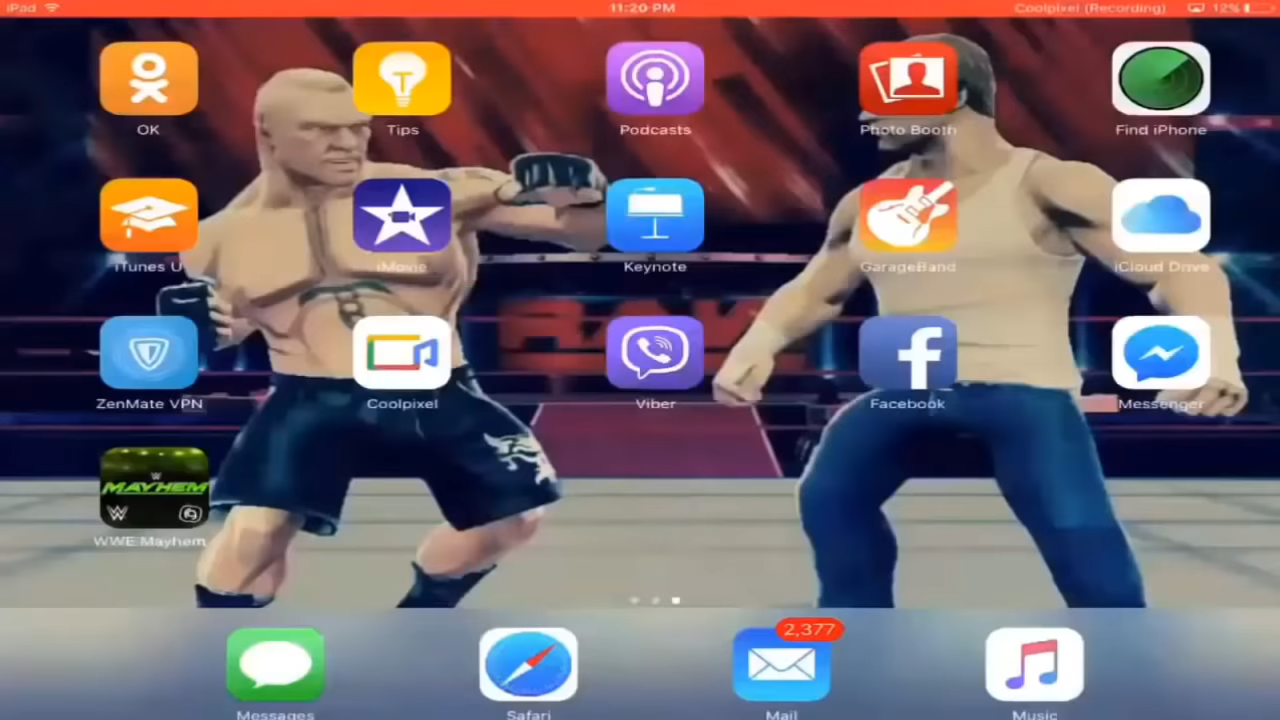 iPad 11:20 PM Coolpixel (Recording) 12%
OK Tips Podcasts Photo Booth Find iPhone
iTunes U iMovie Keynote GarageBand iCloud Drive
ZenMate VPN Coolpixel Viber Facebook Messenger
MAYHEM
WWE Mayhem
RAW
2,377
Messages Safari Mail Music